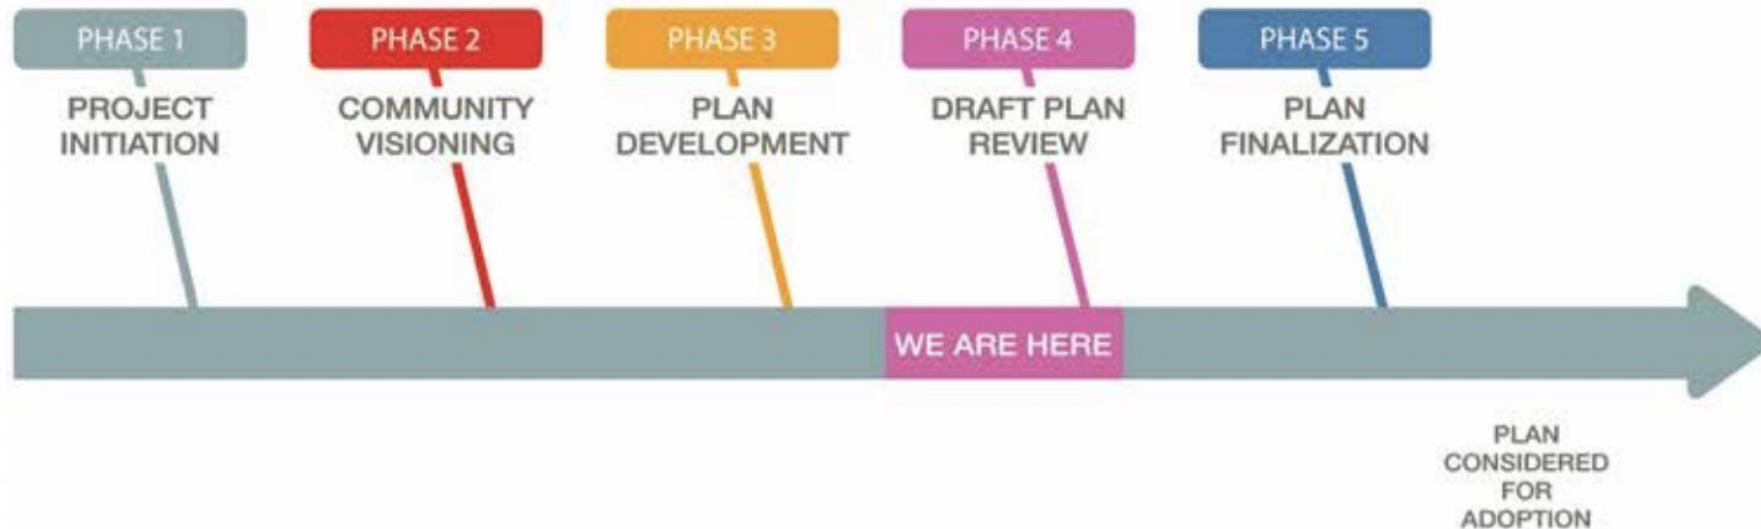 PHASE 1
PROJECT
INITIATION
PHASE 2
COMMUNITY
VISIONING
PHASE 3
PLAN
DEVELOPMENT
PHASE 4
DRAFT PLAN
REVIEW
PHASE 5
PLAN
FINALIZATION
WE ARE HERE
PLAN
CONSIDERED
FOR
ADOPTION